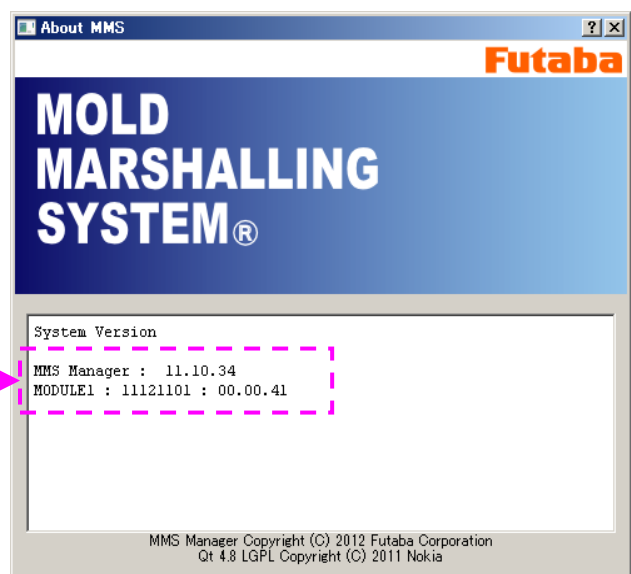 About MMS
Futaba
MOLD
MARSHALLING
SYSTEM®
System Version
MMS Manager :  11.10.34
MODULE1 : 11121101 : 00.00.41
MMS Manager Copyright (C) 2012 Futaba Corporation
Qt 4.8 LGPL Copyright (C) 2011 Nokia